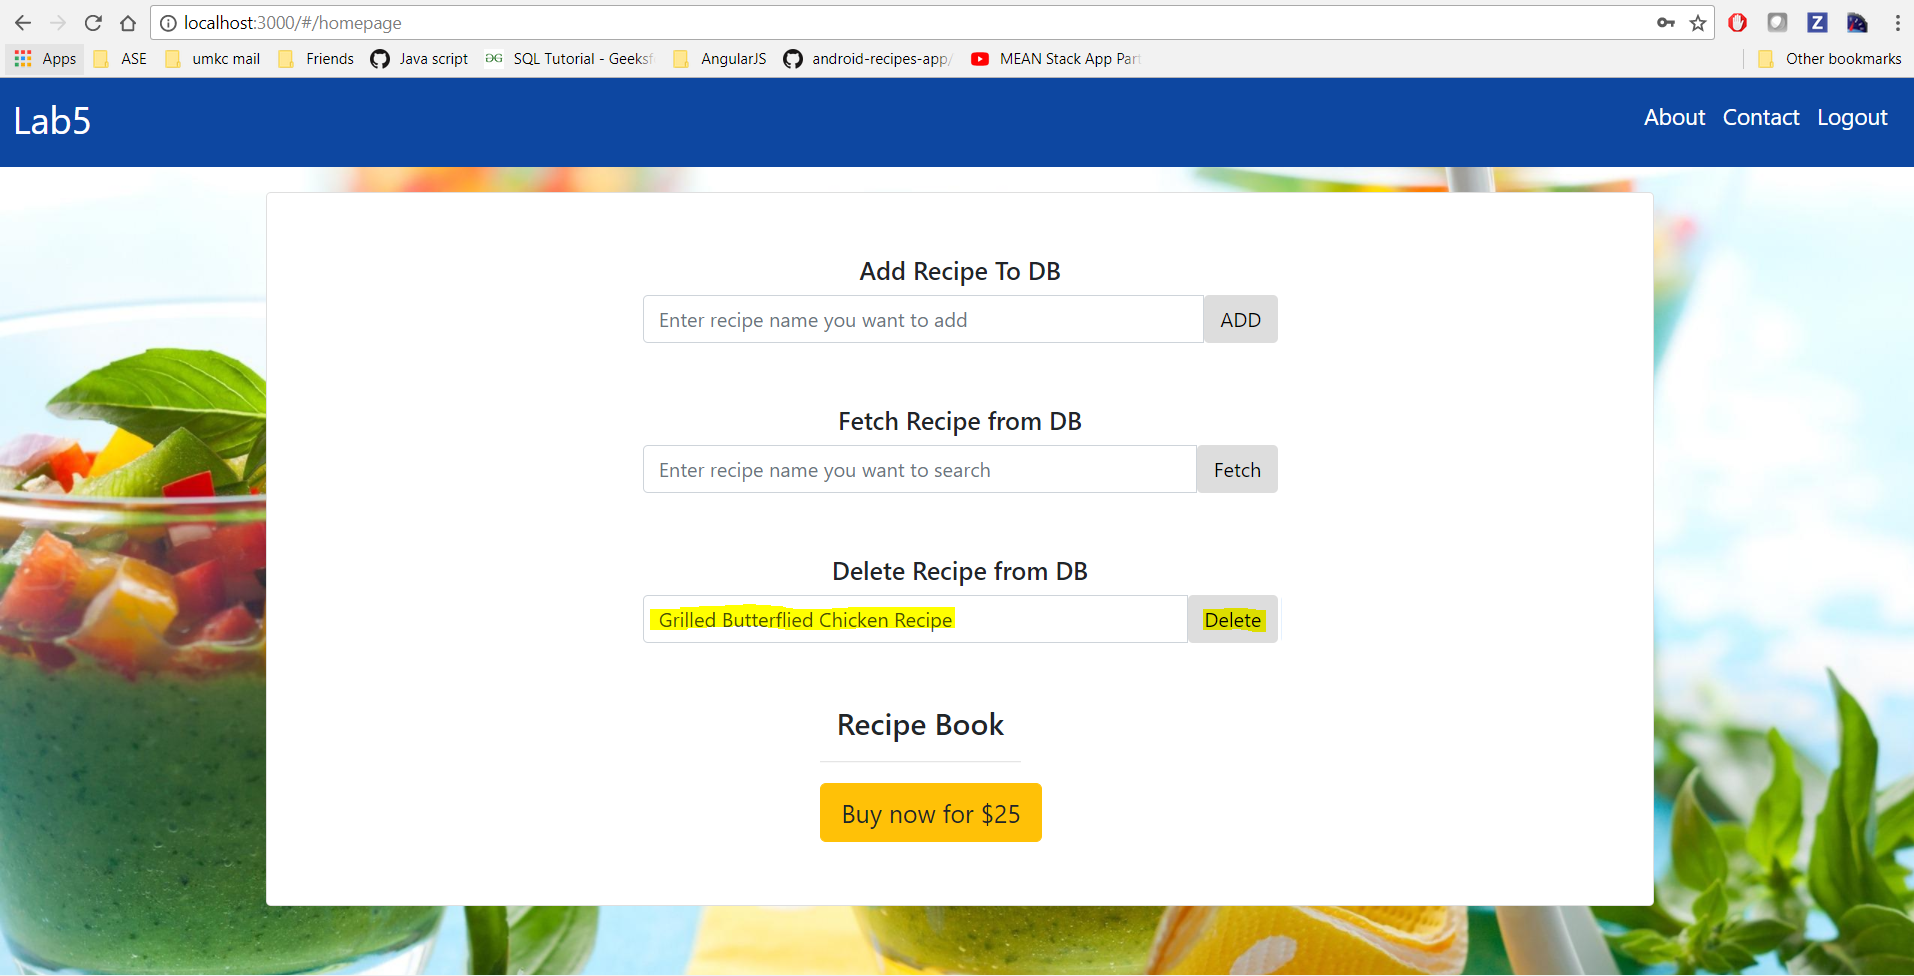 localhost:3000/#/homepage
Apps ASE umkc mail Friends Java script SQL Tutorial - Geeksf AngularJS android-recipes-app/ MEAN Stack App Part Other bookmarks
Lab5 About Contact Logout
Add Recipe To DB
Enter recipe name you want to add ADD
Fetch Recipe from DB
Enter recipe name you want to search Fetch
Delete Recipe from DB
Grilled Butterflied Chicken Recipe Delete
Recipe Book
Buy now for $25